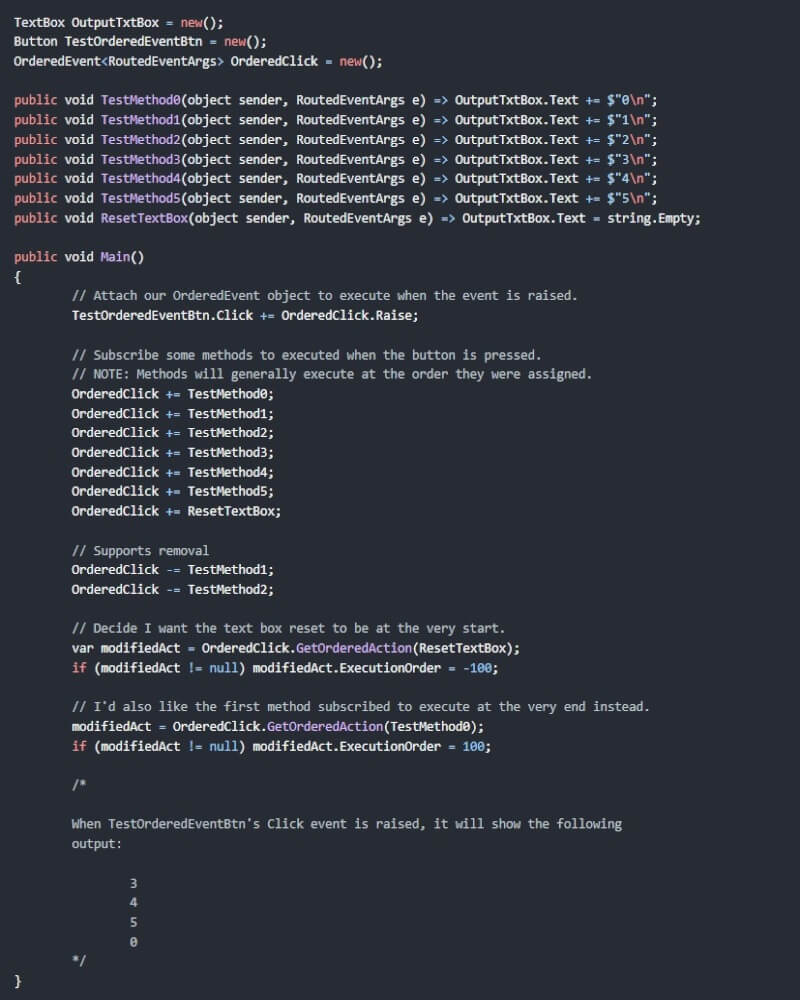 TextBox OutputTxtBox = new();
Button TestOrderedEventBtn = new();
OrderedEvent<RoutedEventArgs> OrderedClick = new();
public void TestMethod0(object sender, RoutedEventArgs e) => OutputTxtBox.Text += $"0\n";
public void TestMethod1(object sender, RoutedEventArgs e) => OutputTxtBox.Text += $"1\n";
public void TestMethod2(object sender, RoutedEventArgs e) => OutputTxtBox.Text += $"2\n";
public void TestMethod3(object sender, RoutedEventArgs e) => OutputTxtBox.Text += $"3\n";
public void TestMethod4(object sender, RoutedEventArgs e) => OutputTxtBox.Text += $"4\n";
public void TestMethod5(object sender, RoutedEventArgs e) => OutputTxtBox.Text += $"5\n";
public void ResetTextBox(object sender, RoutedEventArgs e) => OutputTxtBox.Text = string.Empty;
public void Main()
{
// Attach our OrderedEvent object to execute when the event is raised.
TestOrderedEventBtn.Click += OrderedClick.Raise;
// Subscribe some methods to executed when the button is pressed.
// NOTE: Methods will generally execute at the order they were assigned.
OrderedClick += TestMethod0;
OrderedClick += TestMethod1;
OrderedClick += TestMethod2;
OrderedClick += TestMethod3;
OrderedClick += TestMethod4;
OrderedClick += TestMethod5;
OrderedClick += ResetTextBox;
// Supports removal
OrderedClick -= TestMethod1;
OrderedClick -= TestMethod2;
// Decide I want the text box reset to be at the very start.
var modifiedAct = OrderedClick.GetOrderedAction(ResetTextBox);
if (modifiedAct != null) modifiedAct.ExecutionOrder = -100;
// I'd also like the first method subscribed to execute at the very end instead.
modifiedAct = OrderedClick.GetOrderedAction(TestMethod0);
if (modifiedAct != null) modifiedAct.ExecutionOrder = 100;
/*
When TestOrderedEventBtn's Click event is raised, it will show the following
output:
3
4
5
0
*/
}